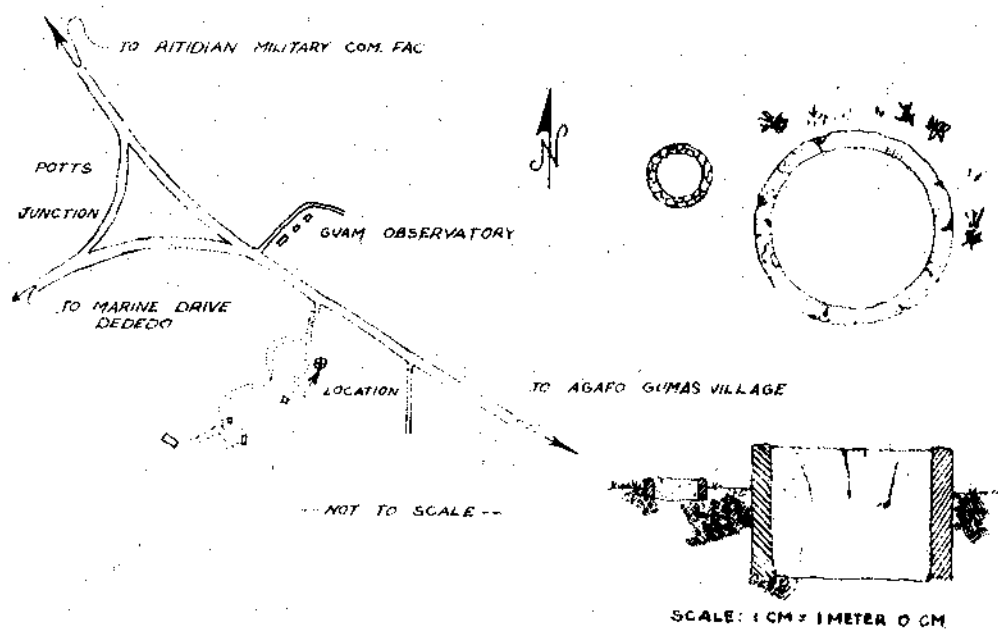 TO RITIDIAN MILITARY COM. FAC
N
POTTS
JUNCTION
GUAM OBSERVATORY
TO MARINE DRIVE
DEDEDO
LOCATION
TO AGAFO GUMAS VILLAGE
--- NOT TO SCALE ---
SCALE: 1 CM = 1 METER 0 CM